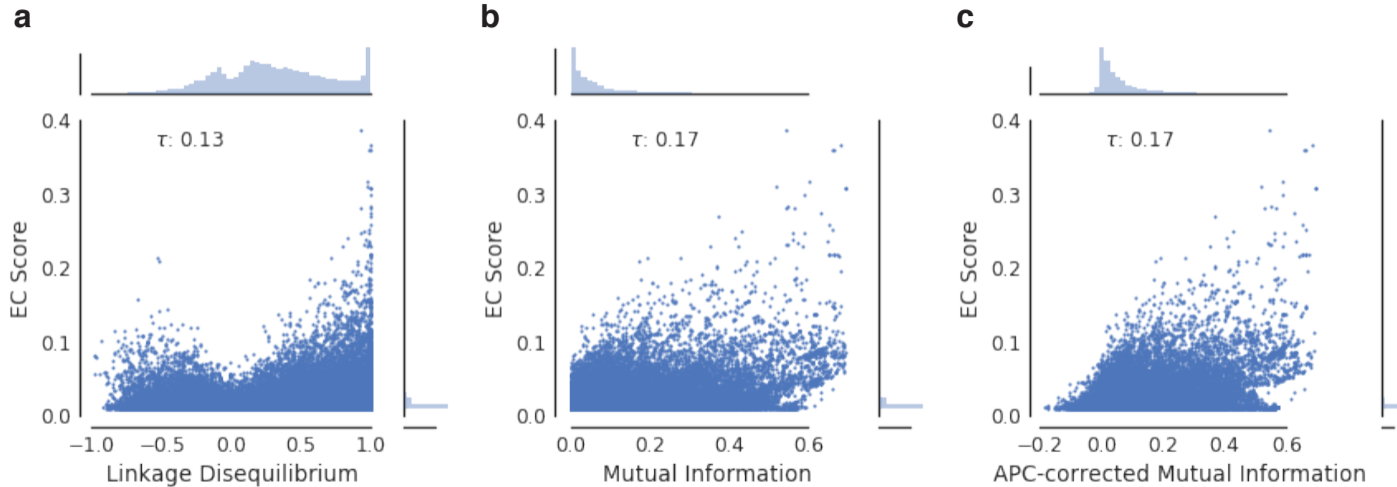 a
b
c
τ: 0.13
τ: 0.17
τ: 0.17
EC Score
0.4
0.3
0.2
0.1
0.0
−1.0 −0.5 0.0 0.5 1.0
Linkage Disequilibrium
EC Score
0.4
0.3
0.2
0.1
0.0
0.0 0.2 0.4 0.6
Mutual Information
EC Score
0.4
0.3
0.2
0.1
0.0
−0.2 0.0 0.2 0.4 0.6
APC-corrected Mutual Information